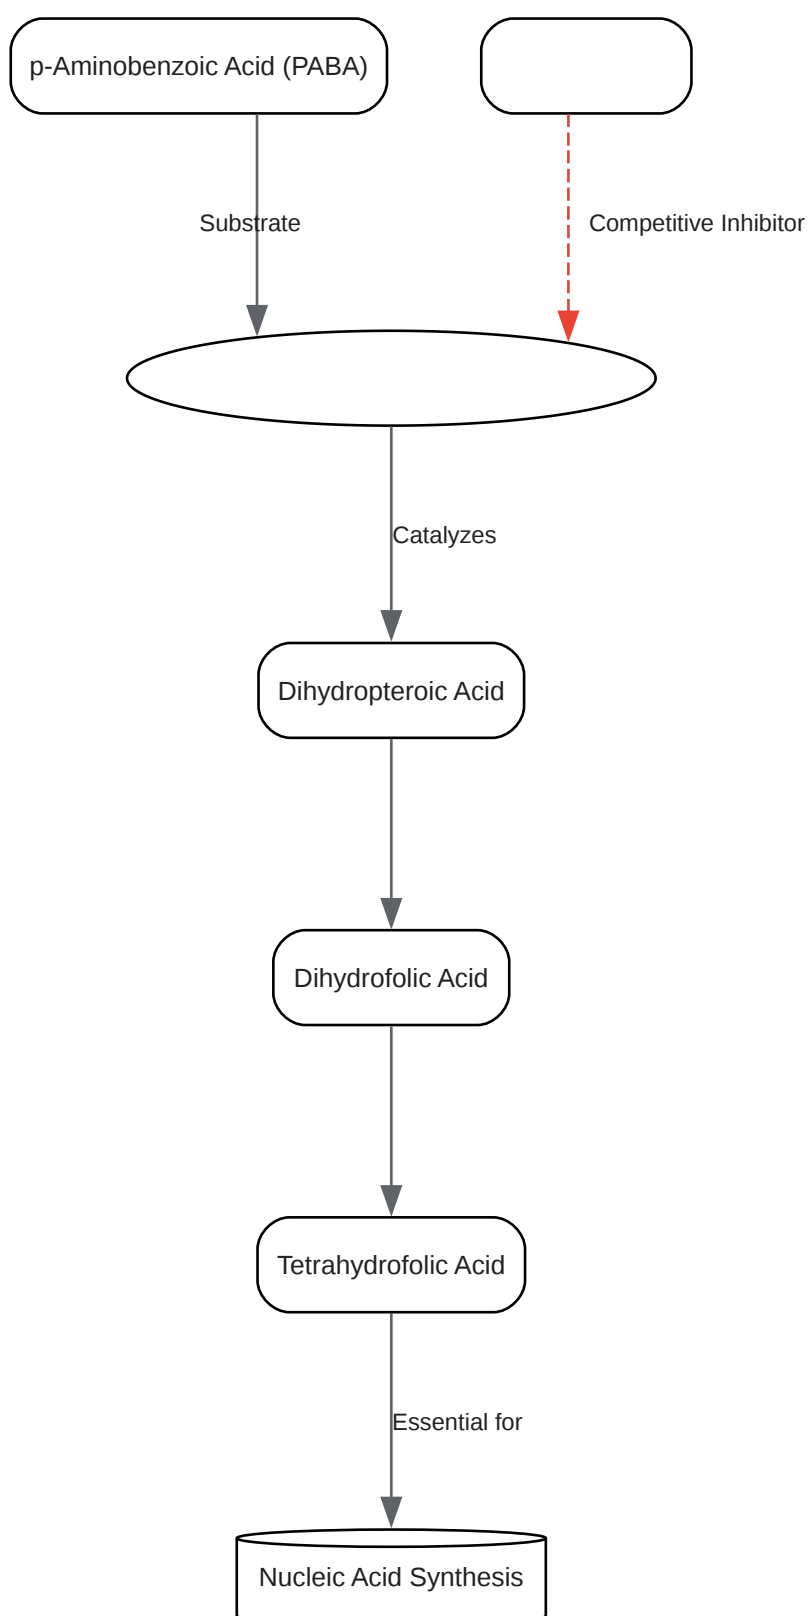 p-Aminobenzoic Acid (PABA)
Substrate
Competitive Inhibitor
Catalyzes
Dihydropteroic Acid
Dihydrofolic Acid
Tetrahydrofolic Acid
Essential for
Nucleic Acid Synthesis